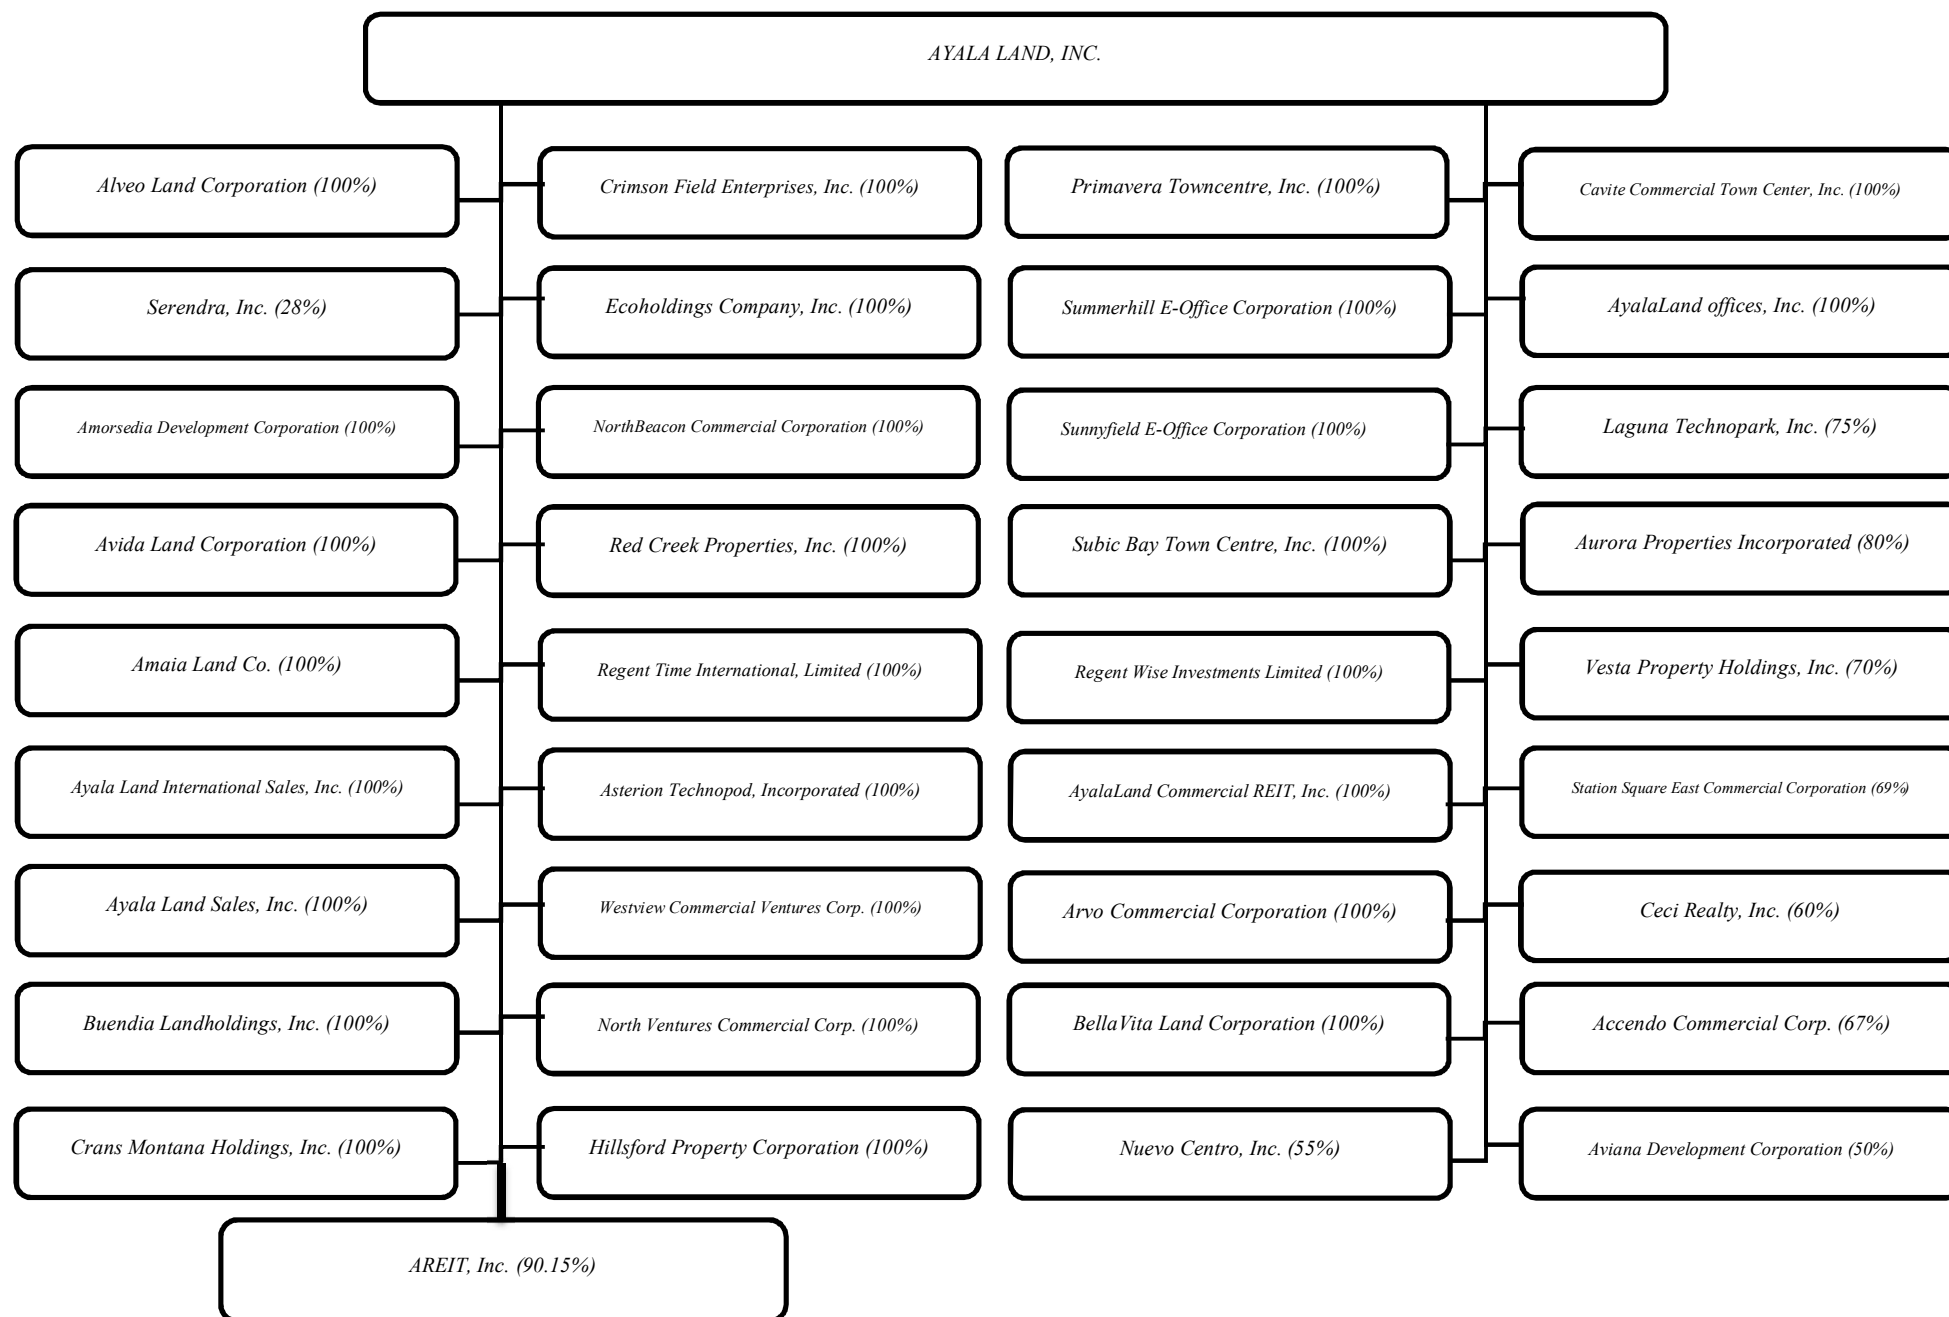 AYALA LAND, INC.
Alveo Land Corporation (100%)
Crimson Field Enterprises, Inc. (100%)
Primavera Towncentre, Inc. (100%)
Cavite Commercial Town Center, Inc. (100%)
Serendra, Inc. (28%)
Ecoholdings Company, Inc. (100%)
Summerhill E-Office Corporation (100%)
AyalaLand offices, Inc. (100%)
Amorsedia Development Corporation (100%)
NorthBeacon Commercial Corporation (100%)
Sunnyfield E-Office Corporation (100%)
Laguna Technopark, Inc. (75%)
Avida Land Corporation (100%)
Red Creek Properties, Inc. (100%)
Subic Bay Town Centre, Inc. (100%)
Aurora Properties Incorporated (80%)
Amaia Land Co. (100%)
Regent Time International, Limited (100%)
Regent Wise Investments Limited (100%)
Vesta Property Holdings, Inc. (70%)
Ayala Land International Sales, Inc. (100%)
Asterion Technopod, Incorporated (100%)
AyalaLand Commercial REIT, Inc. (100%)
Station Square East Commercial Corporation (69%)
Ayala Land Sales, Inc. (100%)
Westview Commercial Ventures Corp. (100%)
Arvo Commercial Corporation (100%)
Ceci Realty, Inc. (60%)
Buendia Landholdings, Inc. (100%)
North Ventures Commercial Corp. (100%)
BellaVita Land Corporation (100%)
Accendo Commercial Corp. (67%)
Crans Montana Holdings, Inc. (100%)
Hillsford Property Corporation (100%)
Nuevo Centro, Inc. (55%)
Aviana Development Corporation (50%)
AREIT, Inc. (90.15%)